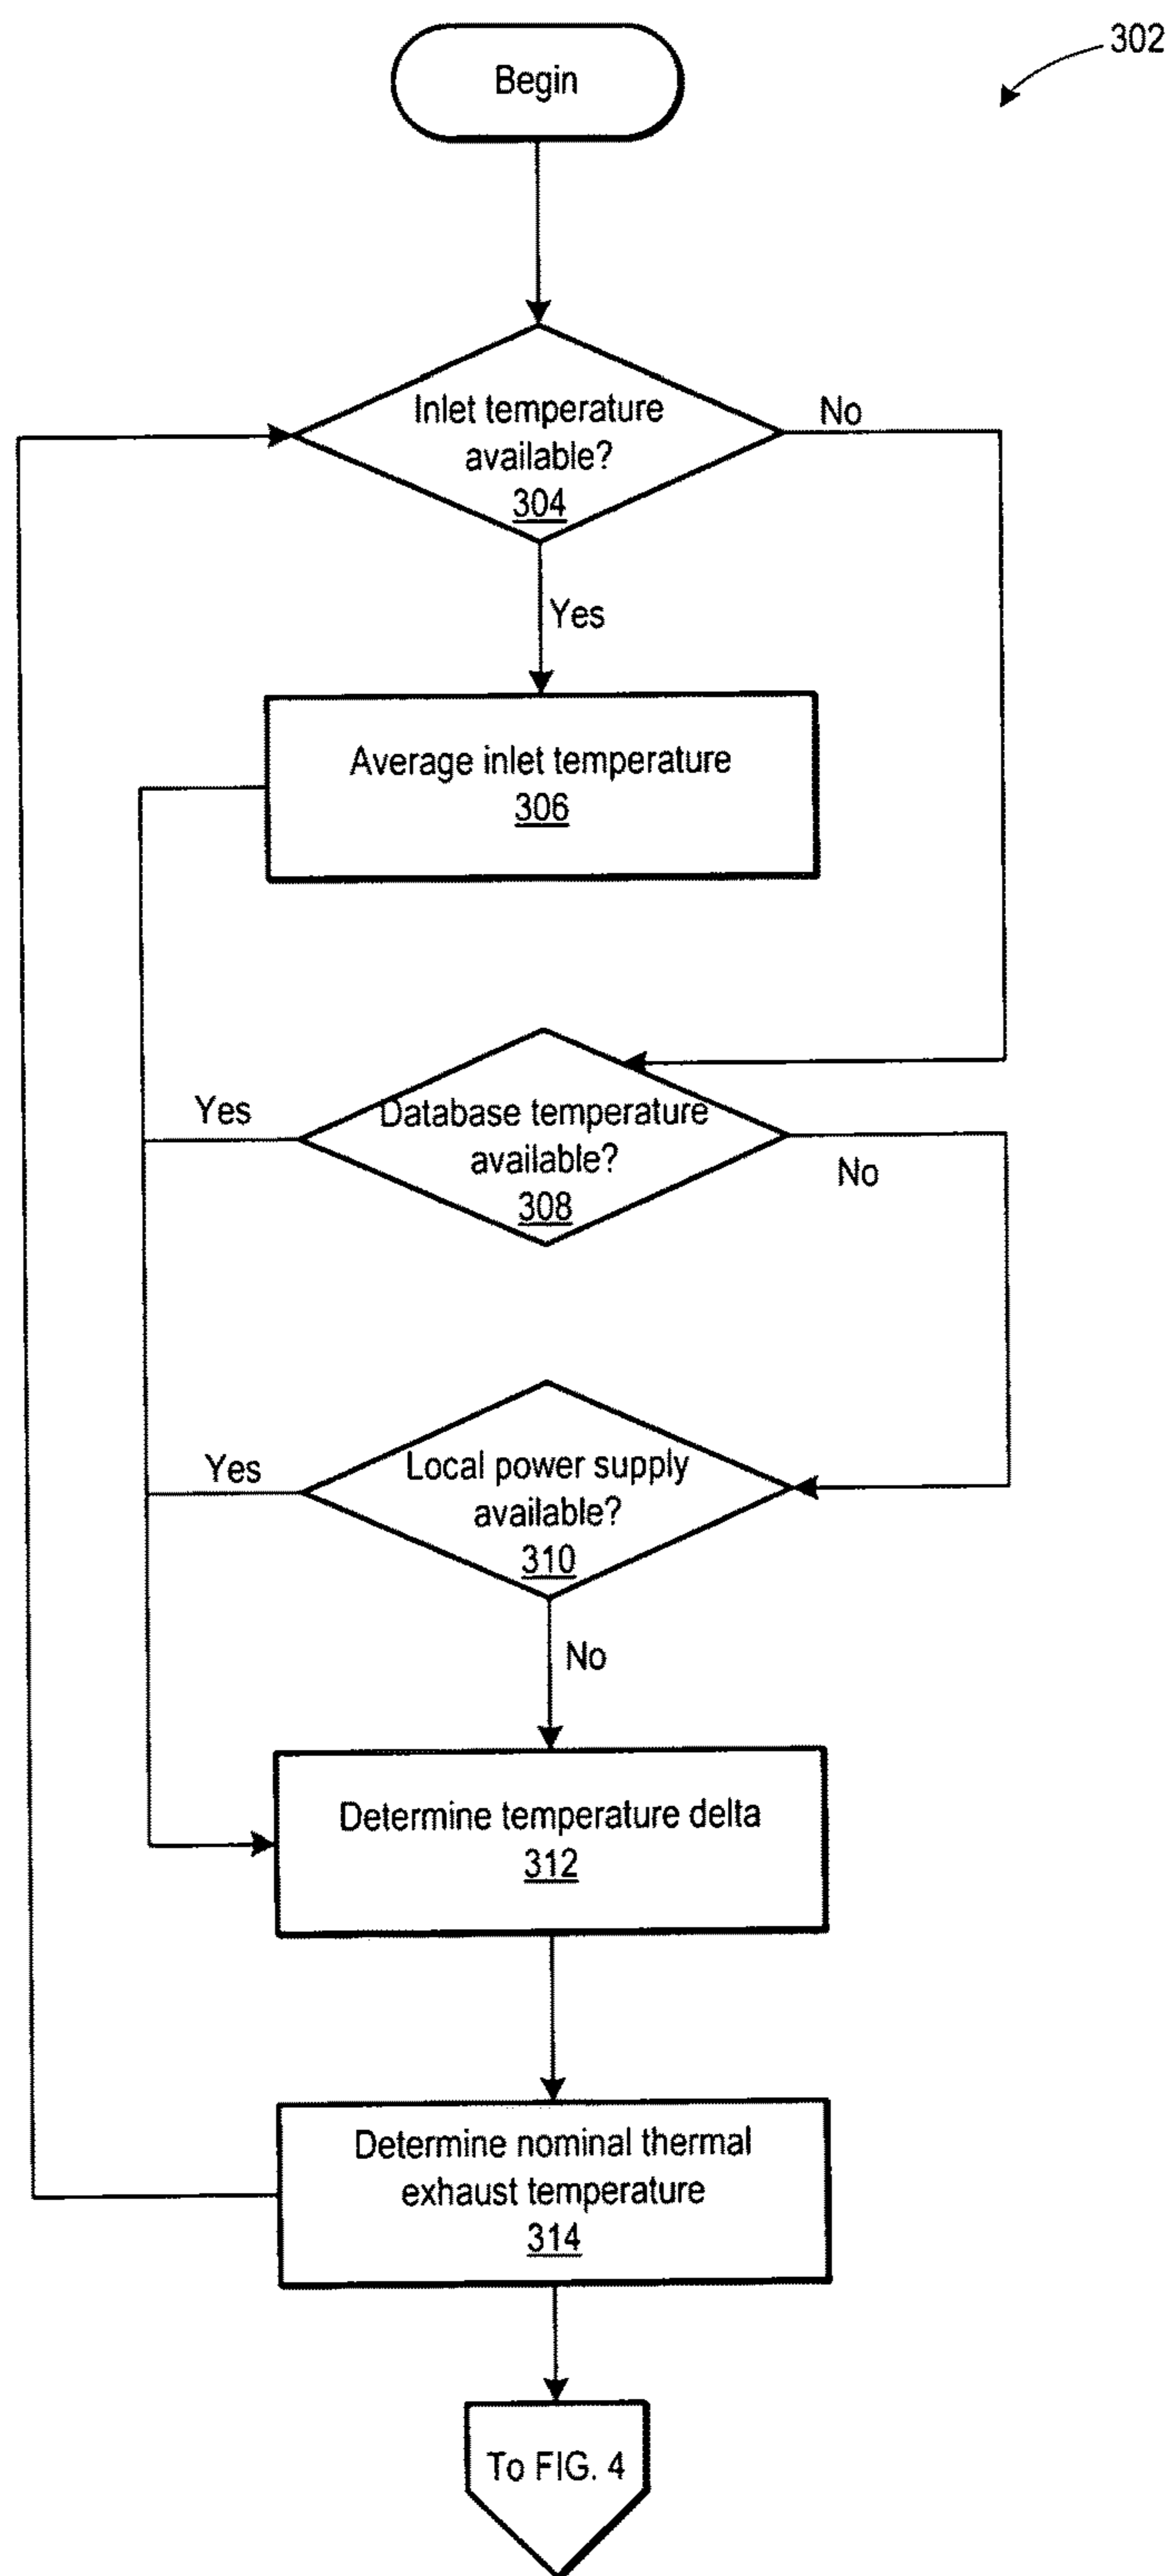 302
Begin
Inlet temperature
available?
304
No
Yes
Average inlet temperature
306
Yes
Database temperature
available?
308
No
Yes
Local power supply
available?
310
No
Determine temperature delta
312
Determine nominal thermal
exhaust temperature
314
To FIG. 4